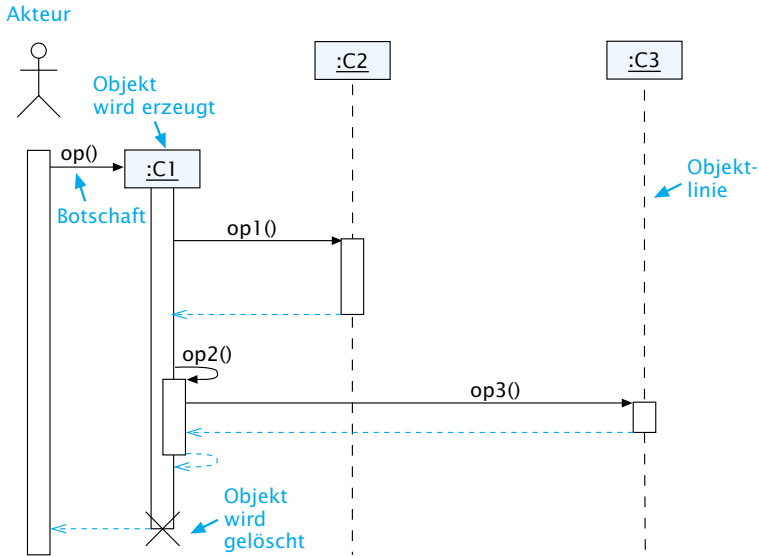 Akteur
:C2
:C3
Objekt
wird erzeugt
op()
:C1
Objekt-
linie
Botschaft
op1()
op2()
op3()
Objekt
wird
gelöscht